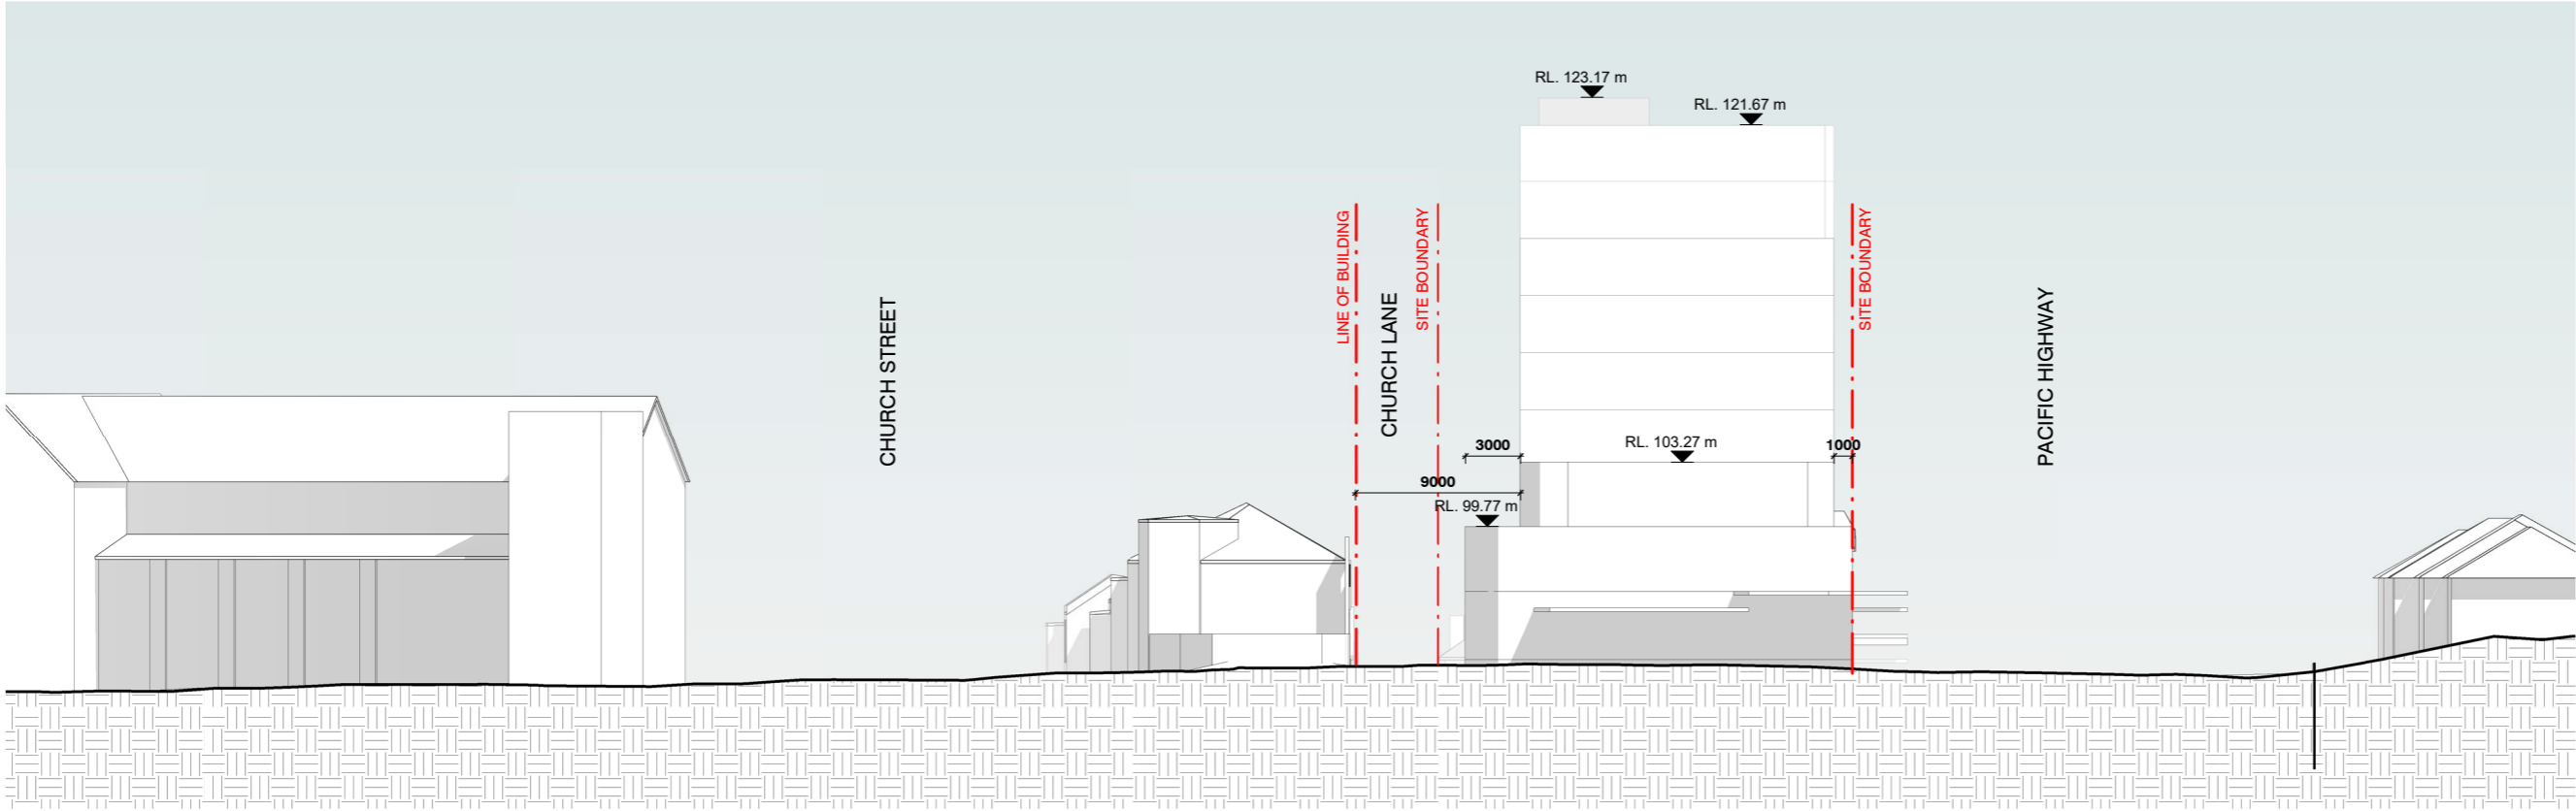 RL. 123.17 m
RL. 121.67 m
CHURCH STREET
LINE OF BUILDING
CHURCH LANE
SITE BOUNDARY
SITE BOUNDARY
PACIFIC HIGHWAY
3000
RL. 103.27 m
1000
9000
RL. 99.77 m